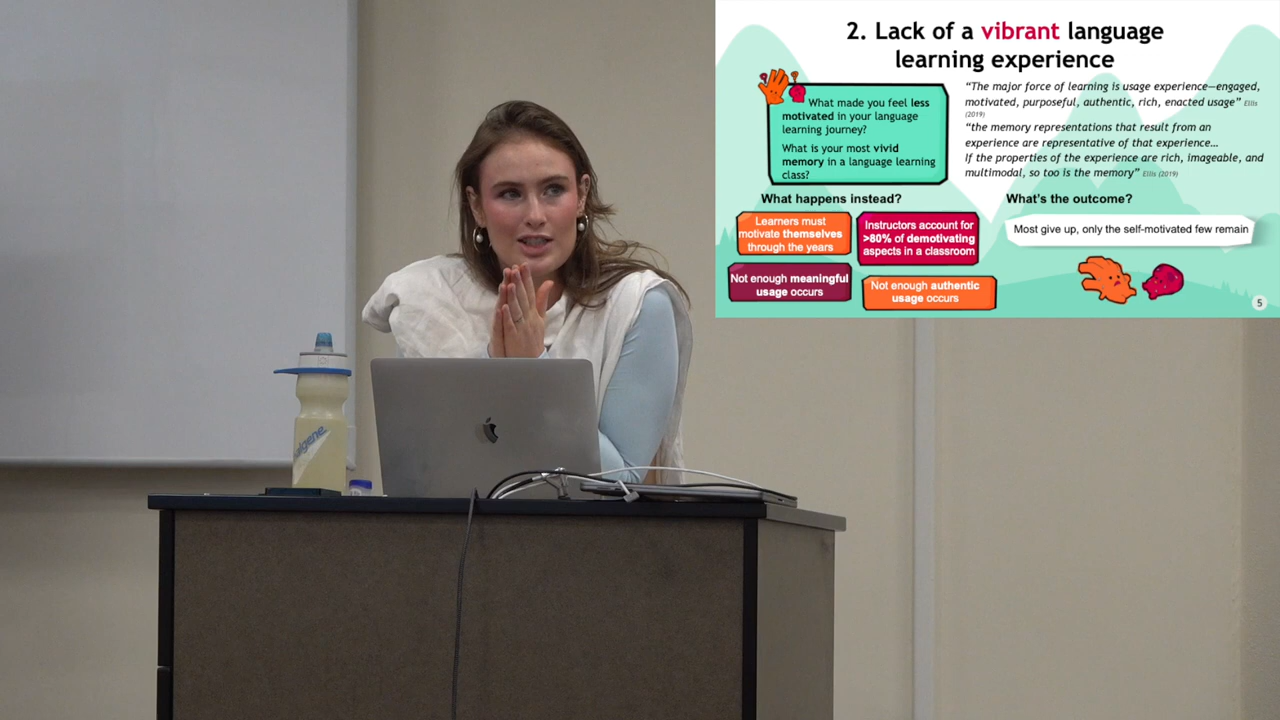 2. Lack of a vibrant language
learning experience
What made you feel less
motivated in your language
learning journey?
What is your most vivid
memory in a language learning
class?
“The major force of learning is usage experience—engaged,
motivated, purposeful, authentic, rich, enacted usage” Ellis
(2019)
“the memory representations that result from an
experience are representative of that experience…
If the properties of the experience are rich, imageable, and
multimodal, so too is the memory” Ellis (2019)
What happens instead?
Learners must
motivate themselves
through the years
Instructors account for
>80% of demotivating
aspects in a classroom
Not enough meaningful
usage occurs
Not enough authentic
usage occurs
What’s the outcome?
Most give up, only the self-motivated few remain
5